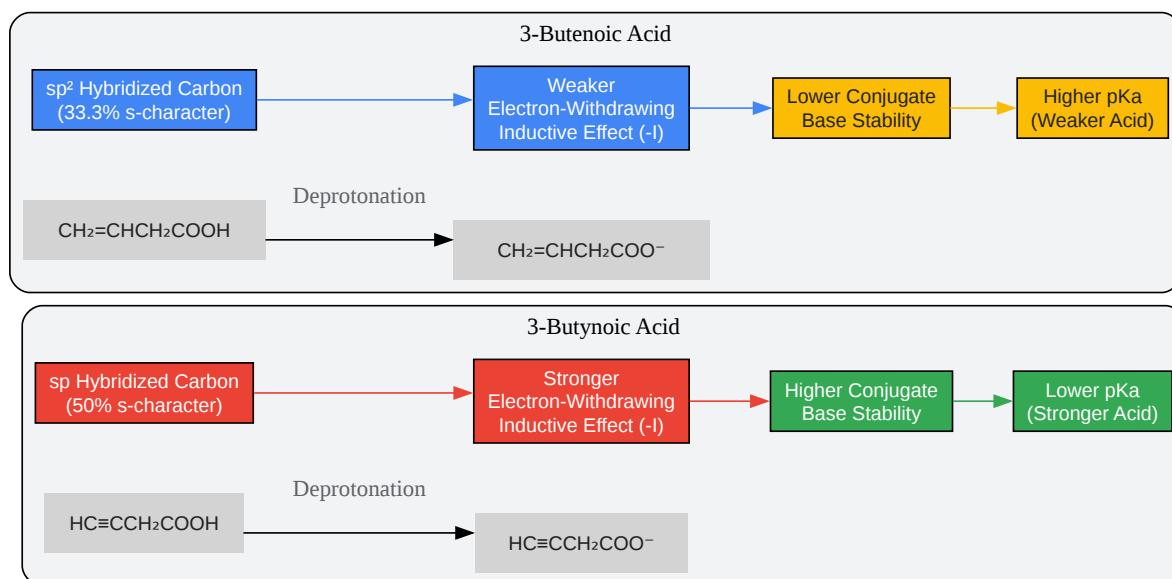 3-Butenoic Acid
sp² Hybridized Carbon
(33.3% s-character)
Weaker
Electron-Withdrawing
Inductive Effect (-I)
Lower Conjugate
Base Stability
Higher pKa
(Weaker Acid)
Deprotonation
CH₂=CHCH₂COOH
CH₂=CHCH₂COO⁻
3-Butynoic Acid
sp Hybridized Carbon
(50% s-character)
Stronger
Electron-Withdrawing
Inductive Effect (-I)
Higher Conjugate
Base Stability
Lower pKa
(Stronger Acid)
Deprotonation
HC≡CCH₂COOH
HC≡CCH₂COO⁻